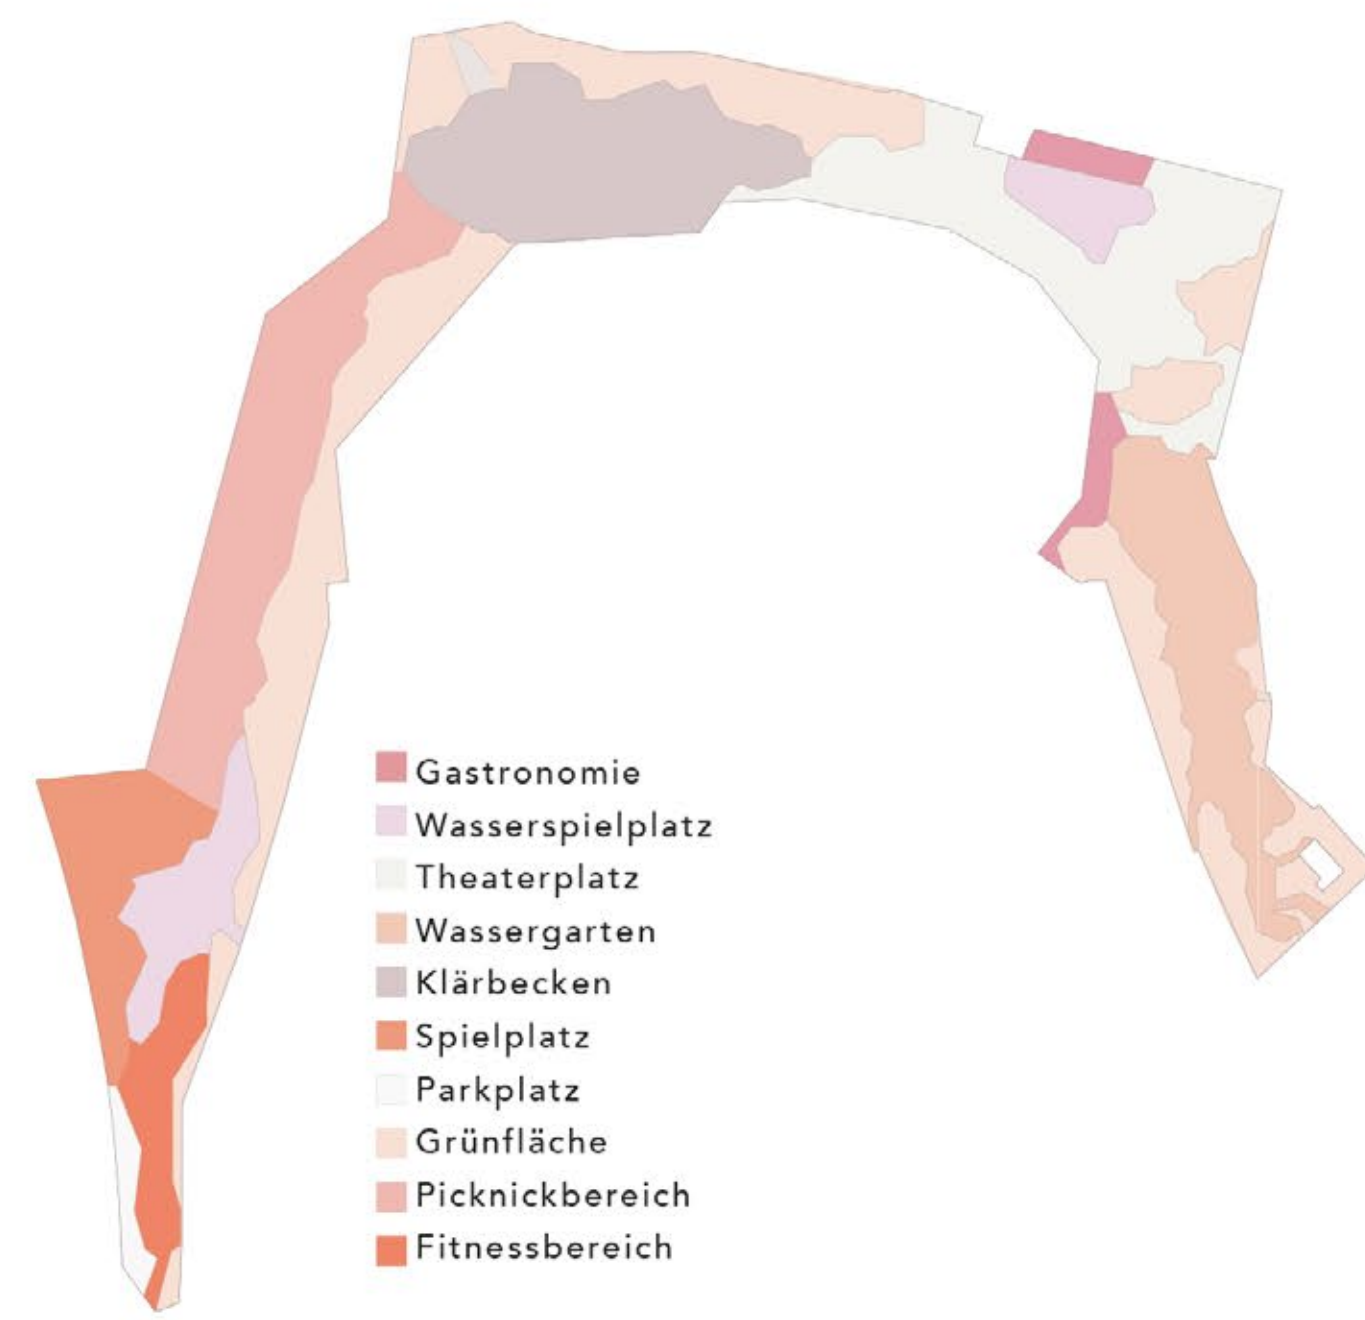 Gastronomie
Wasserspielplatz
Theaterplatz
Wassergarten
Klärbecken
Spielplatz
Parkplatz
Grünfläche
Picknickbereich
Fitnessbereich